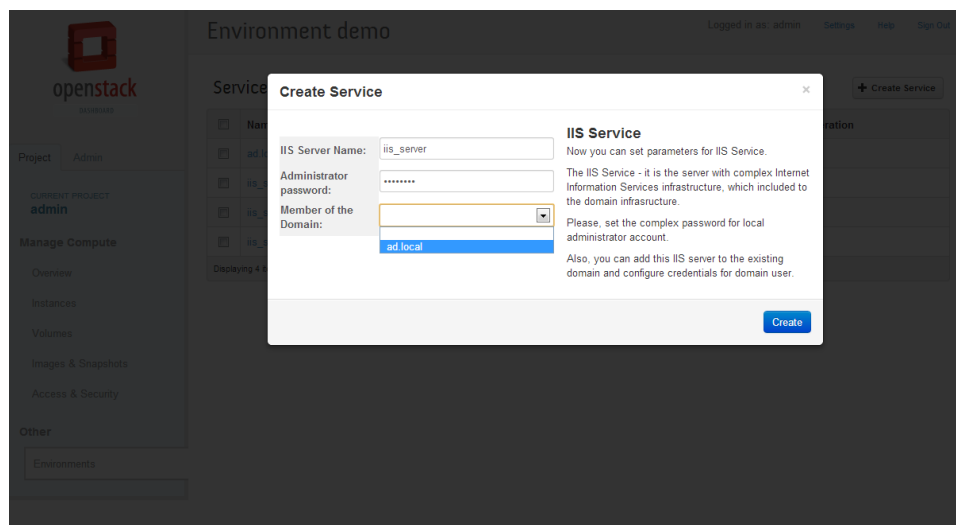 Environment demo
Logged in as: admin
Settings
Help
Sign Out
openstack
DASHBOARD
Project
Admin
CURRENT PROJECT
admin
Manage Compute
Overview
Instances
Volumes
Images & Snapshots
Access & Security
Other
Environments
+ Create Service
Create Service
×
IIS Server Name:
iis_server
Administrator
password:
Member of the
Domain:
ad.local
IIS Service
Now you can set parameters for IIS Service.
The IIS Service - it is the server with complex Internet
Information Services infrastructure, which included to
the domain infrasructure.
Please, set the complex password for local
administrator account.
Also, you can add this IIS server to the existing
domain and configure credentials for domain user.
Create